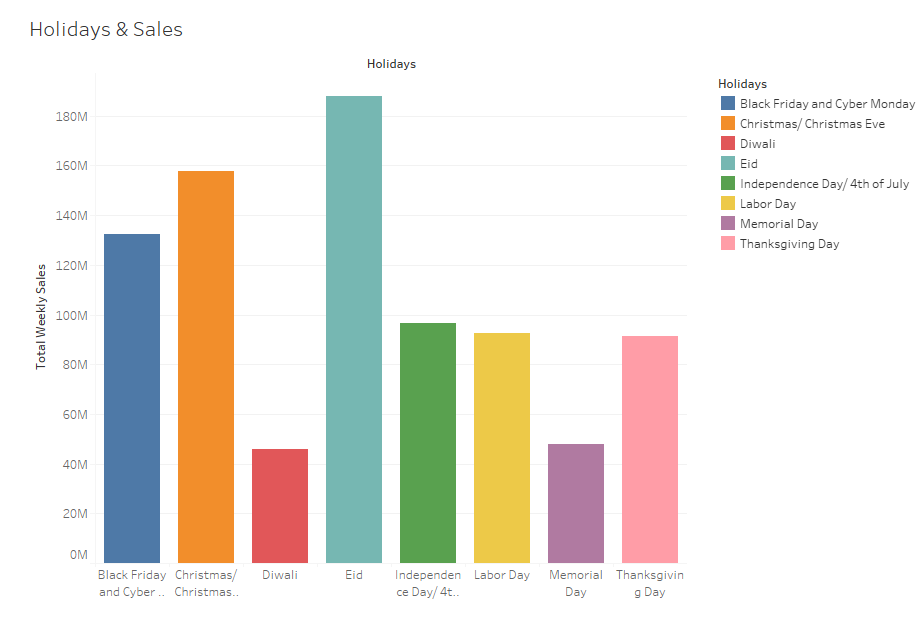 Holidays & Sales
Holidays
Total Weekly Sales
180M
160M
140M
120M
100M
80M
60M
40M
20M
0M
Black Friday
and Cyber ..
Christmas/
Christmas..
Diwali
Eid
Independen
ce Day/ 4t..
Labor Day
Memorial
Day
Thanksgivin
g Day
Holidays
Black Friday and Cyber Monday
Christmas/ Christmas Eve
Diwali
Eid
Independence Day/ 4th of July
Labor Day
Memorial Day
Thanksgiving Day